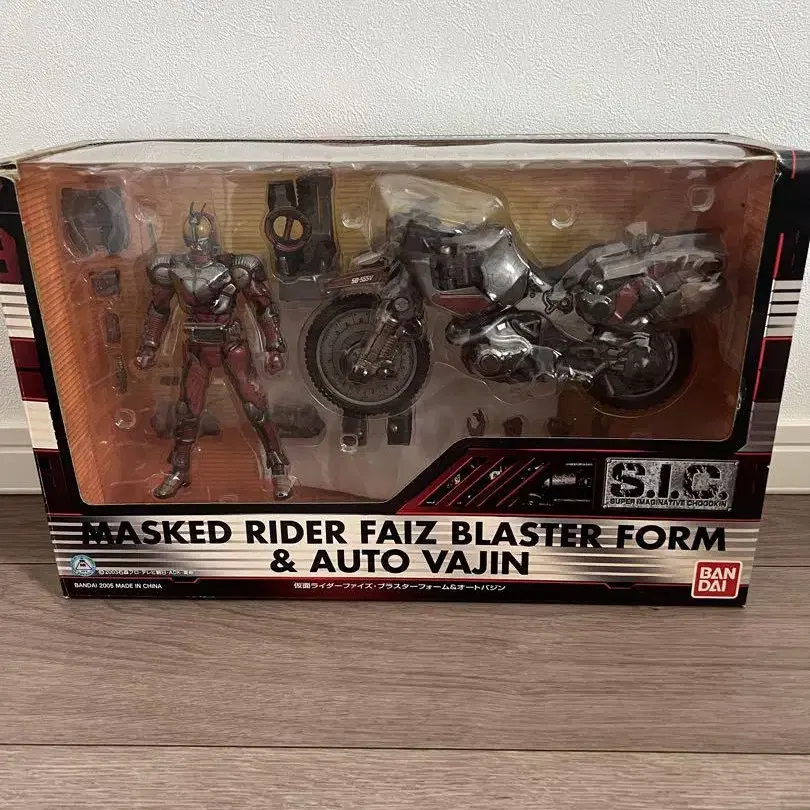 SB-555V
S.I.C.
SUPER IMAGINATIVE CHOGOKIN
MASKED RIDER FAIZ BLASTER FORM
& AUTO VAJIN
BANDAI 2005 MADE IN CHINA
仮面ライダーファイズ・ブラスターフォーム&オートバジン
BAN
DAI